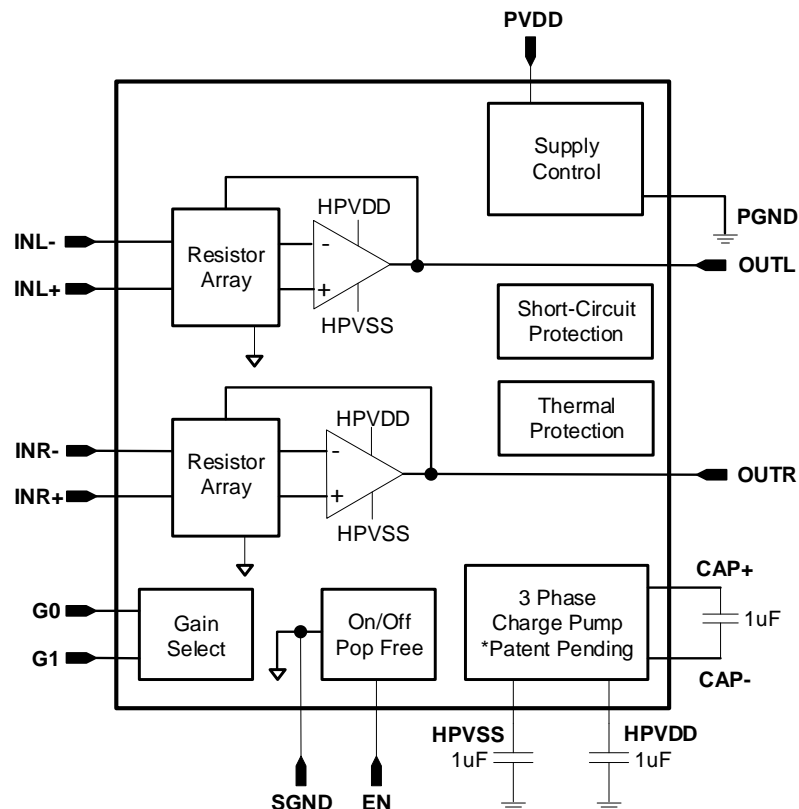 PVDD
Supply
Control
PGND
HPVDD
INL-
Resistor
Array
-
OUTL
INL+
+
HPVSS
Short-Circuit
Protection
Thermal
Protection
HPVDD
INR-
Resistor
Array
-
OUTR
INR+
+
HPVSS
CAP+
G0
Gain
Select
On/Off
Pop Free
3 Phase
Charge Pump
*Patent Pending
1uF
G1
CAP-
HPVSS
1uF
HPVDD
1uF
SGND
EN